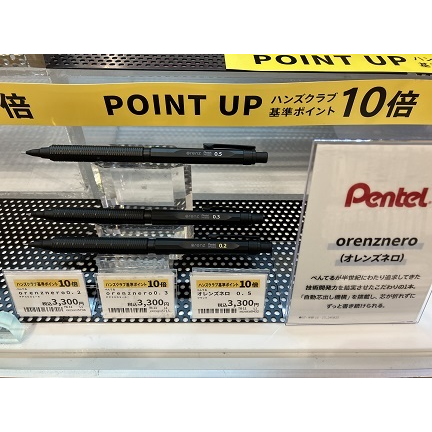 POINT UP
ハン
倍
POINT UP
ハンズクラブ
基準ポイント
10倍
0.5
0.3
0.2
Pentel
orenznero
(オレンズネロ)
ぺんてるが半世紀にわたり追求してきた
技術開発力を結実させたこだわりの1本。
「自動芯出し機構」を搭載し、芯が折れずに
ずっと書き続けられる。
ハンズクラブ基準ポイント 10倍
orenznero0.2
税込3,300円
ハンズクラブ基準ポイント 10倍
orenznero0.3
税込3,300円
ハンズクラブ基準ポイント 10倍
オレンズネロ 0.5
税込3,300円